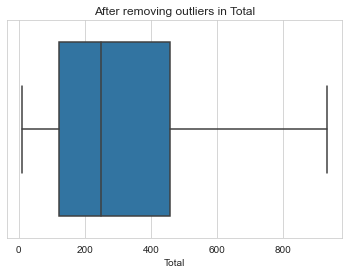 After removing outliers in Total
0 200 400 600 800
Total